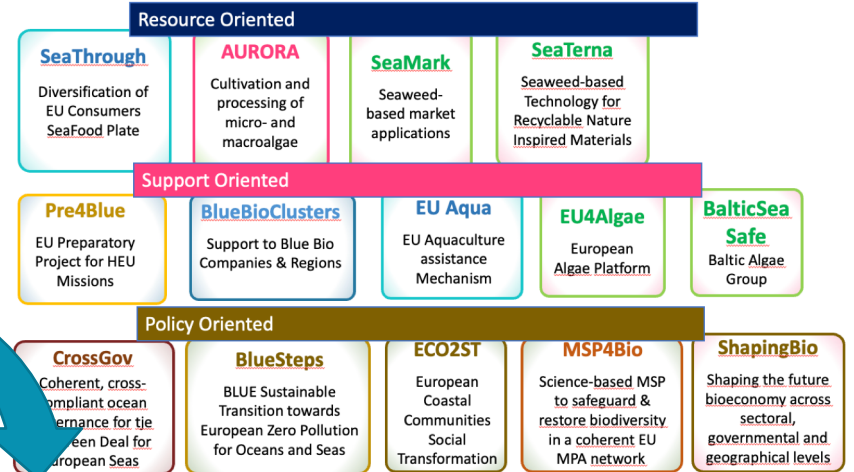 Resource Oriented
SeaThrough
Diversification of
EU Consumers
SeaFood Plate
AURORA
Cultivation and
processing of
micro- and
macroalgae
SeaMark
Seaweed-
based market
applications
SeaTerna
Seaweed-based
Technology for
Recyclable Nature
Inspired Materials
Support Oriented
Pre4Blue
EU Preparatory
Project for HEU
Missions
BlueBioClusters
Support to Blue Bio
Companies & Regions
EU Aqua
EU Aquaculture
assistance
Mechanism
EU4Algae
European
Algae Platform
BalticSea
Safe
Baltic Algae
Group
Policy Oriented
CrossGov
Coherent, cross-
ompliant ocean
ernance for tje
een Deal for
ropean Seas
BlueSteps
BLUE Sustainable
Transition towards
European Zero Pollution
for Oceans and Seas
ECO2ST
European
Coastal
Communities
Social
Transformation
MSP4Bio
Science-based MSP
to safeguard &
restore biodiversity
in a coherent EU
MPA network
ShapingBio
Shaping the future
bioeconomy across
sectoral,
governmental and
geographical levels